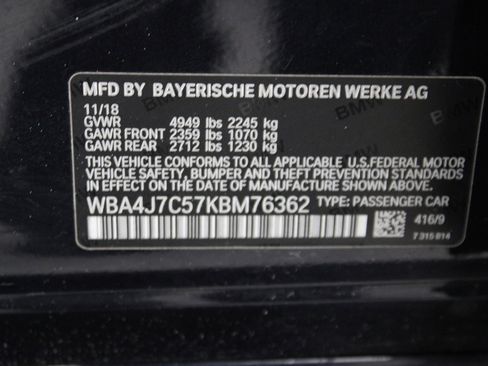 MFD BY BAYERISCHE MOTOREN WERKE AG
11/18
GVWR 4949 lbs 2245 kg
GAWR FRONT 2359 lbs 1070 kg
GAWR REAR 2712 lbs 1230 kg
THIS VEHICLE CONFORMS TO ALL APPLICABLE U.S.FEDERAL MOTOR
VEHICLE SAFETY, BUMPER AND THEFT PREVENTION STANDARDS
IN EFFECT ON THE DATE OF MANUFACTURE SHOWN ABOVE.
WBA4J7C57KBM76362 TYPE: PASSENGER CAR
416/9
7 315 814